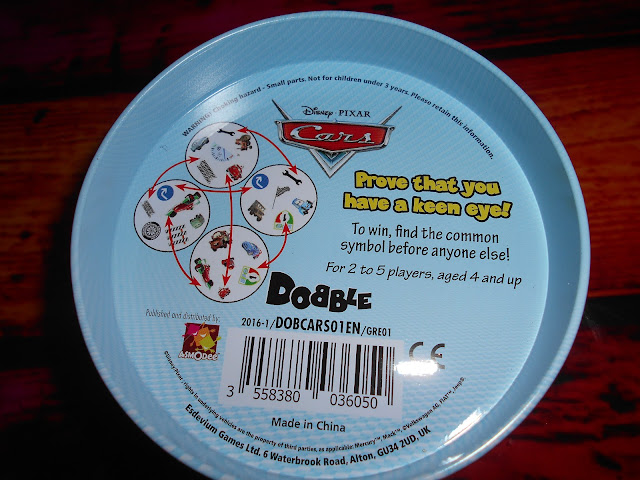 WARNING! Choking hazard - Small parts. Not for children under 3 years. Please retain this information.
Disney PIXAR
Cars
Prove that you
have a keen eye!
To win, find the common
symbol before anyone else!
For 2 to 5 players, aged 4 and up
DOBBLE
Published and distributed by:
ASMODEE
2016-1/DOBCARS01EN/GRE01
CE
3 558380 036050
Made in China
Esdevium Games Ltd, 6 Waterbrook Road, Alton, GU34 2UD, UK